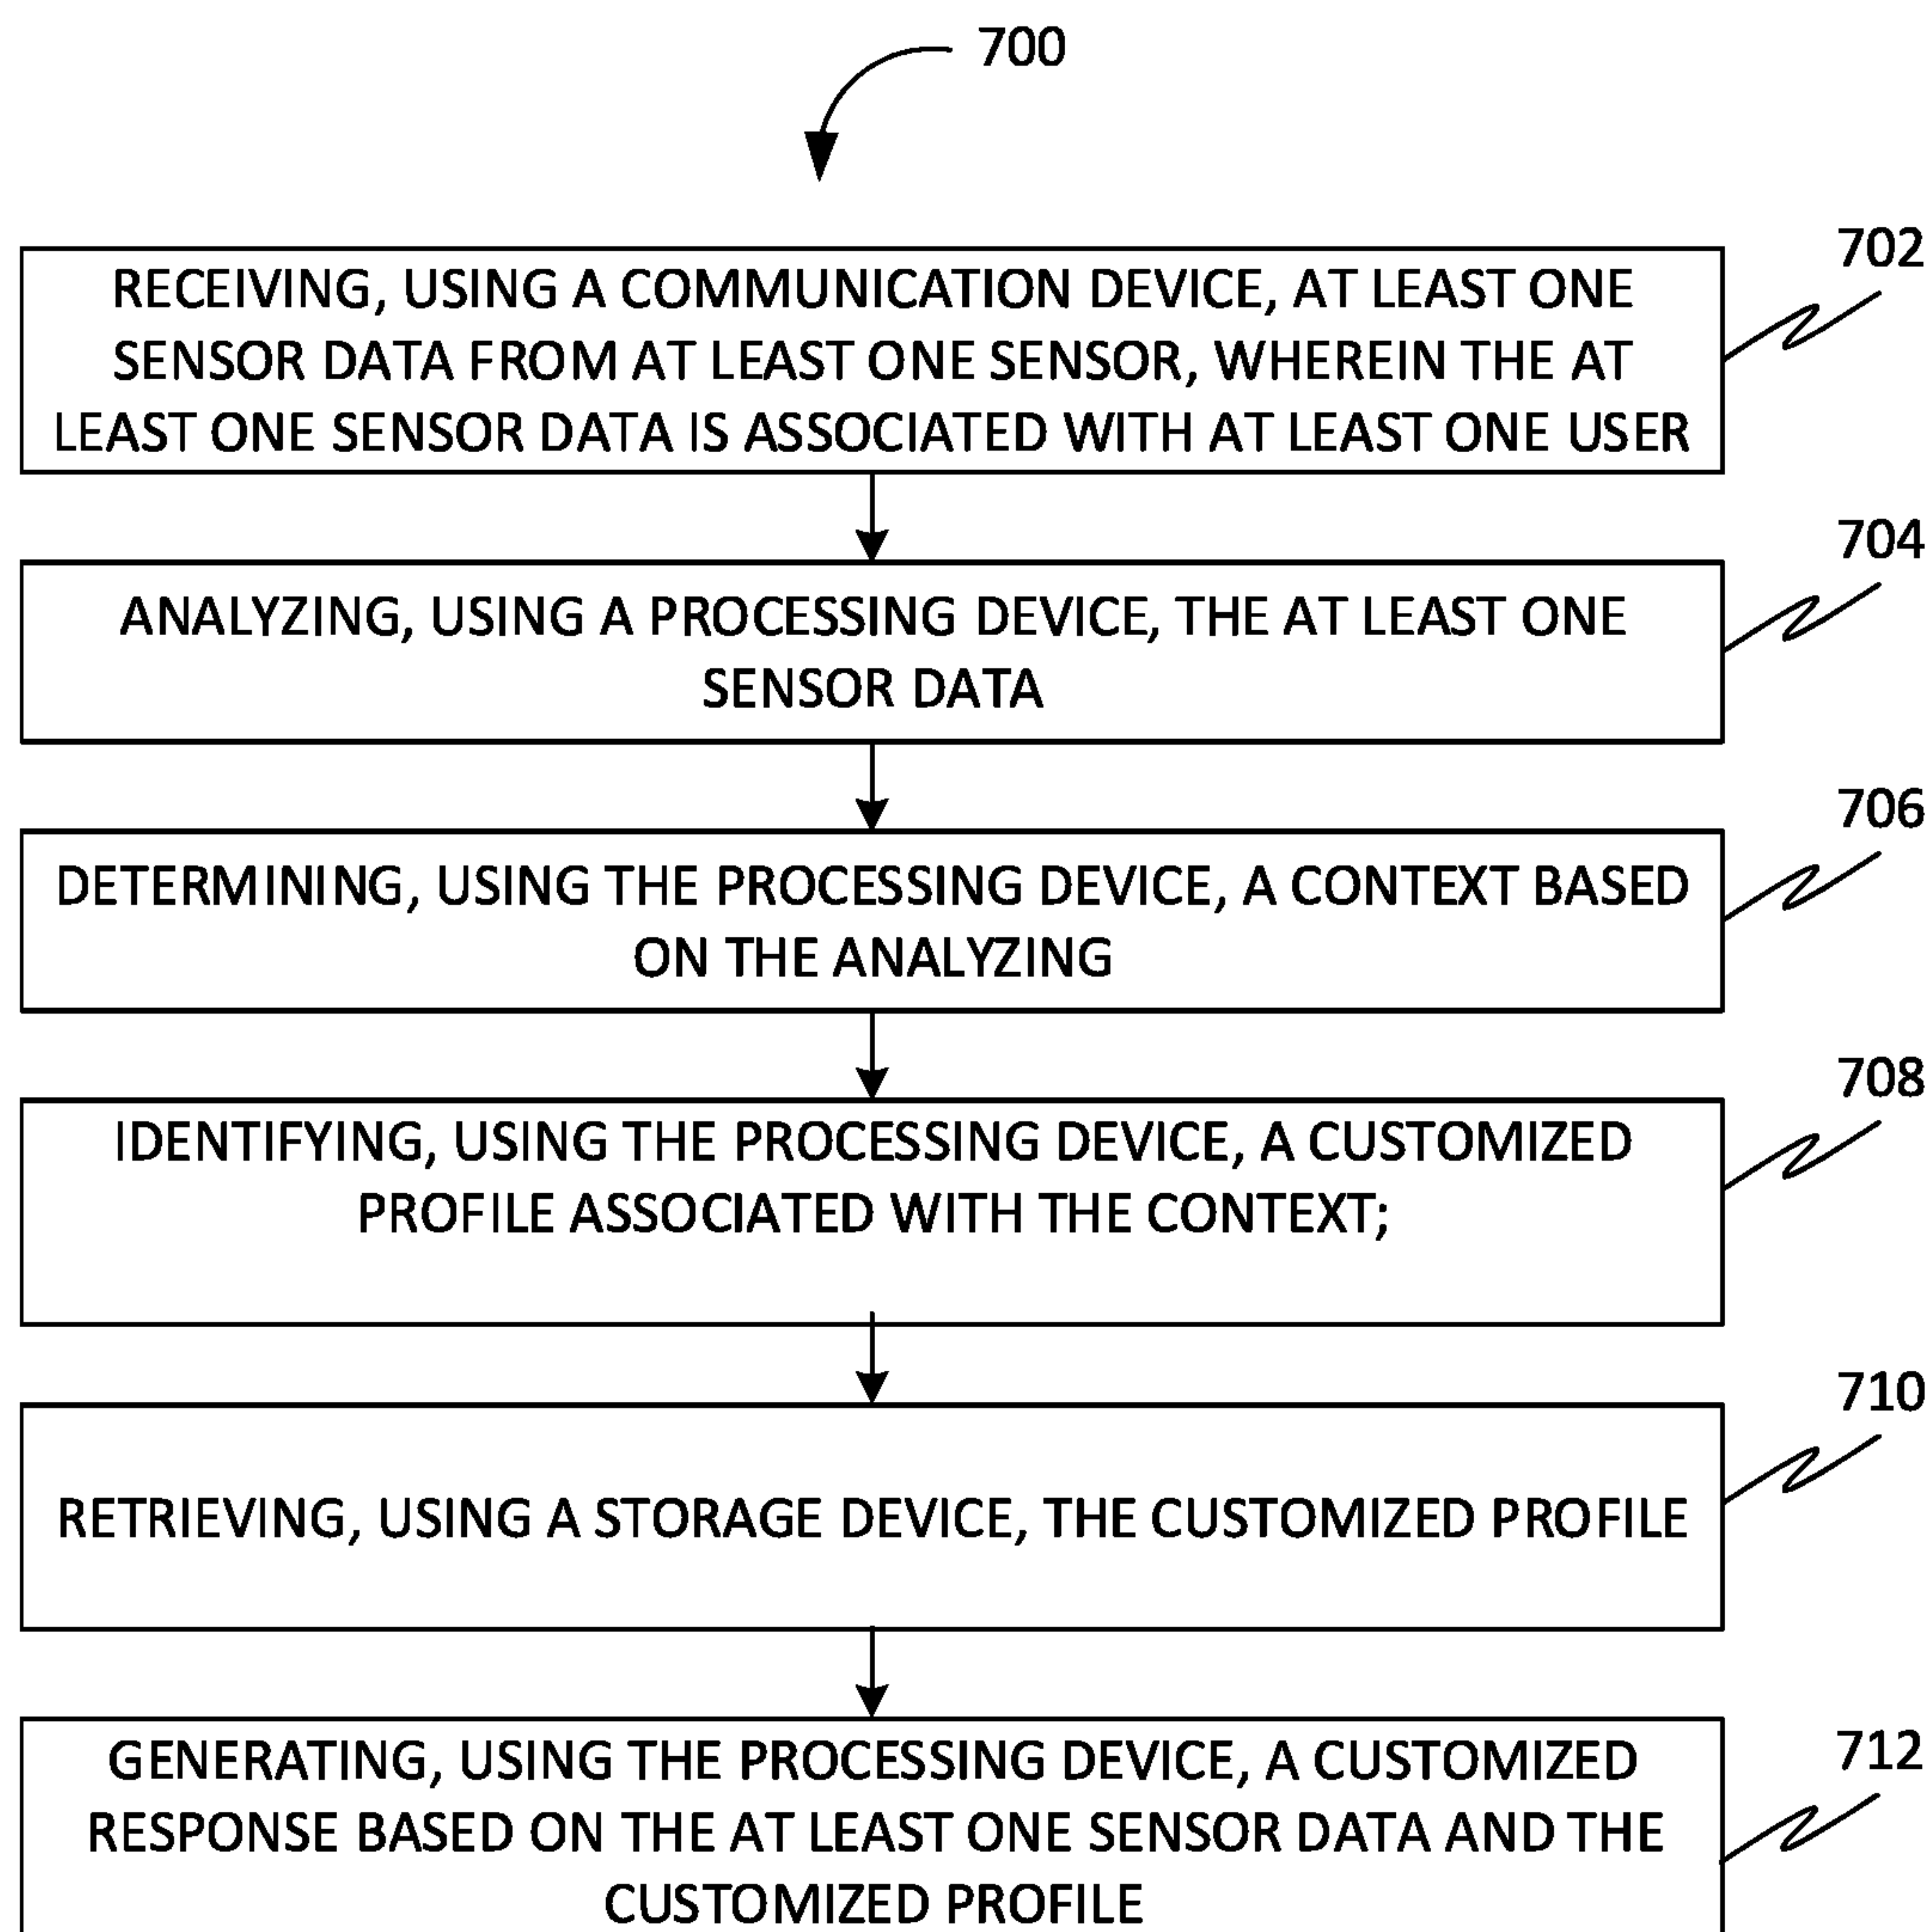 700
702
RECEIVING, USING A COMMUNICATION DEVICE, AT LEAST ONE
SENSOR DATA FROM AT LEAST ONE SENSOR, WHEREIN THE AT
LEAST ONE SENSOR DATA IS ASSOCIATED WITH AT LEAST ONE USER
704
ANALYZING, USING A PROCESSING DEVICE, THE AT LEAST ONE
SENSOR DATA
706
DETERMINING, USING THE PROCESSING DEVICE, A CONTEXT BASED
ON THE ANALYZING
708
IDENTIFYING, USING THE PROCESSING DEVICE, A CUSTOMIZED
PROFILE ASSOCIATED WITH THE CONTEXT;
710
RETRIEVING, USING A STORAGE DEVICE, THE CUSTOMIZED PROFILE
712
GENERATING, USING THE PROCESSING DEVICE, A CUSTOMIZED
RESPONSE BASED ON THE AT LEAST ONE SENSOR DATA AND THE
CUSTOMIZED PROFILE